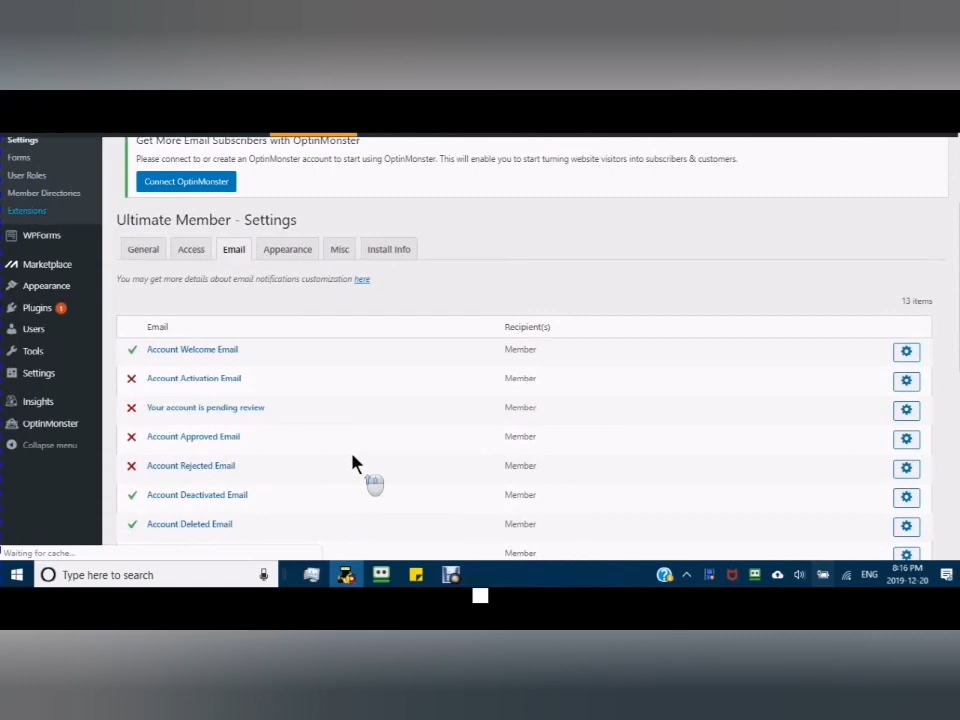 Settings
Forms
User Roles
Member Directories
Extensions
WPForms
Marketplace
Appearance
Plugins 1
Users
Tools
Settings
Insights
OptinMonster
Collapse menu
Get More Email Subscribers with OptinMonster
Please connect to or create an OptinMonster account to start using OptinMonster. This will enable you to start turning website visitors into subscribers & customers.
Connect OptinMonster
Ultimate Member - Settings
General Access Email Appearance Misc Install Info
You may get more details about email notifications customization here
13 items
Email Recipient(s)
Account Welcome Email Member
Account Activation Email Member
Your account is pending review Member
Account Approved Email Member
Account Rejected Email Member
Account Deactivated Email Member
Account Deleted Email Member
Member
Waiting for cache...
Type here to search
ENG
8:16 PM
2019-12-20